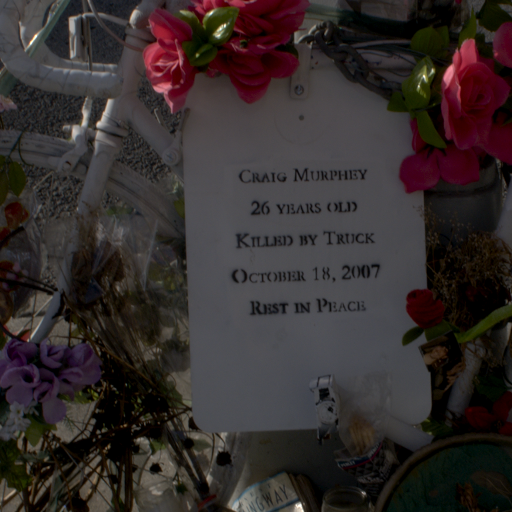 Craig Murphey
26 years old
Killed by Truck
October 18, 2007
Rest in Peace